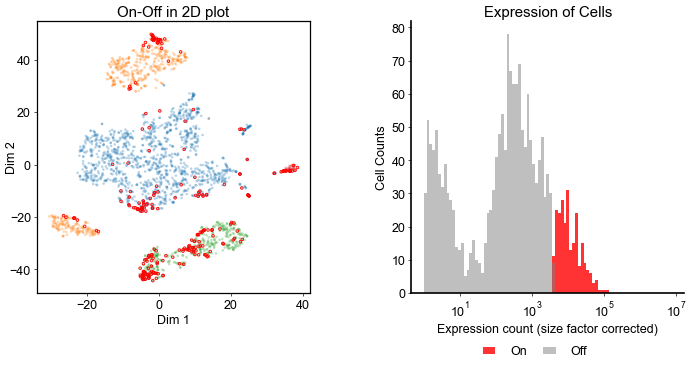 On-Off in 2D plot
Expression of Cells
Dim 2
40
20
0
−20
−40
−20
0
20
40
Dim 1
Cell Counts
80
70
60
50
40
30
20
10
0
10^1
10^3
10^5
10^7
Expression count (size factor corrected)
On
Off